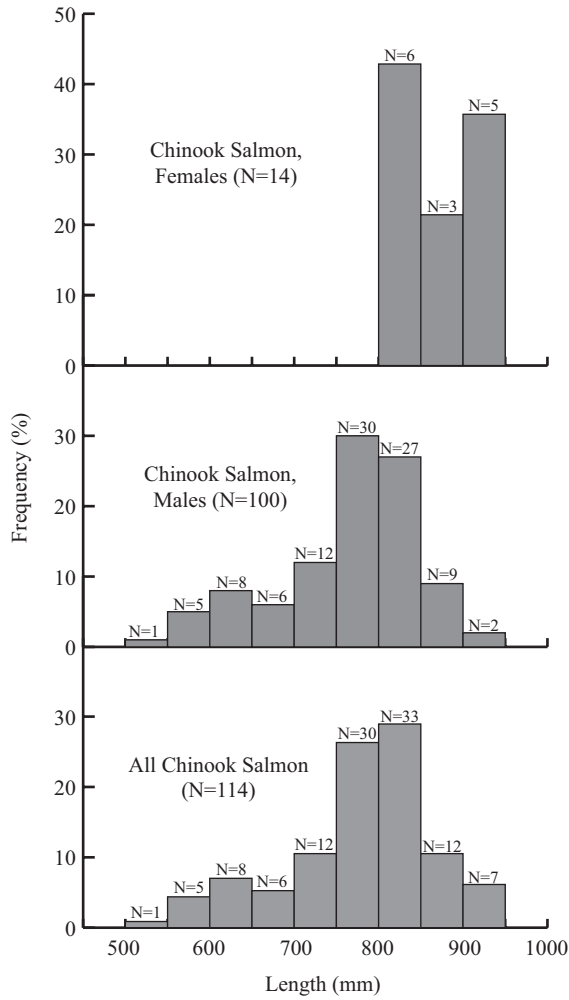 50
40
30
20
10
0
N=6
N=3
N=5
Chinook Salmon,
Females (N=14)
Frequency (%)
30
20
10
0
Chinook Salmon,
Males (N=100)
N=1
N=5
N=8
N=6
N=12
N=30
N=27
N=9
N=2
30
20
10
0
All Chinook Salmon
(N=114)
N=1
N=5
N=8
N=6
N=12
N=30
N=33
N=12
N=7
500 600 700 800 900 1000
Length (mm)